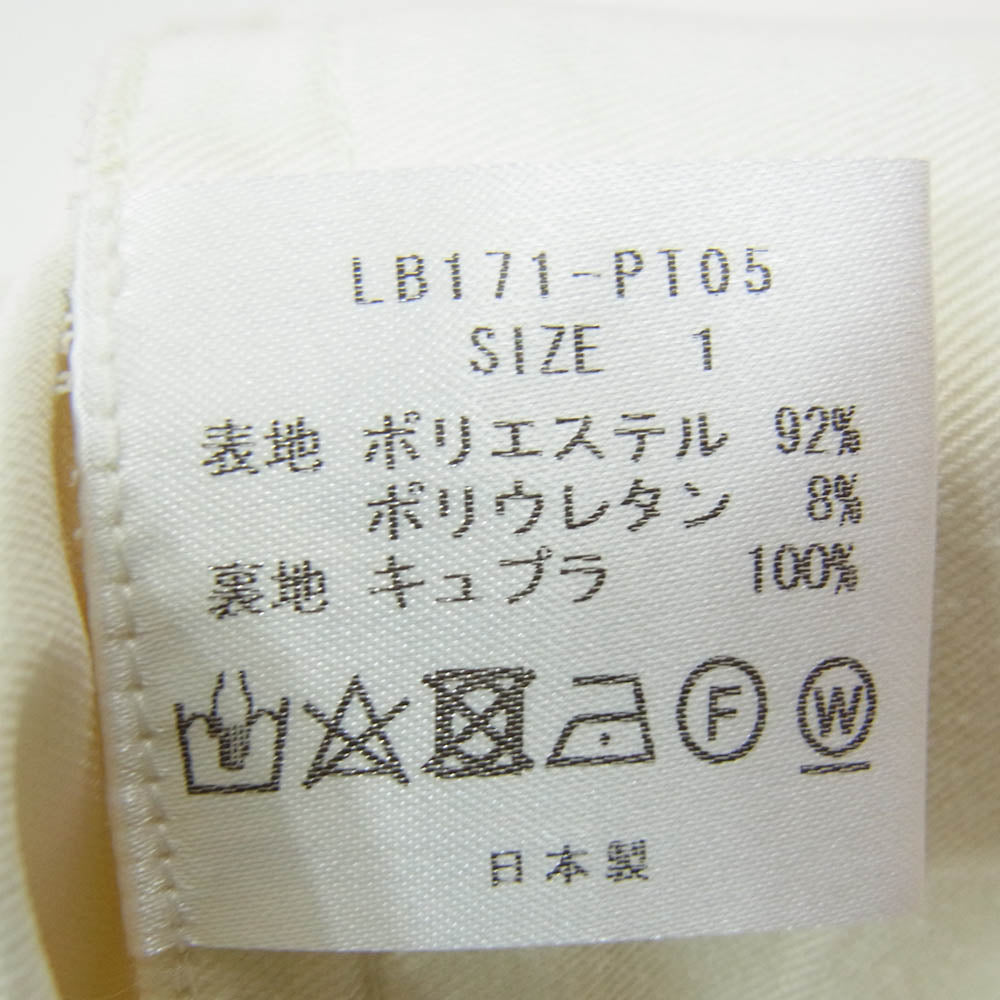 LB171-PT05
SIZE 1
表地 ポリエステル 92%
ポリウレタン 8%
裏地 キュプラ 100%
F W
日本製